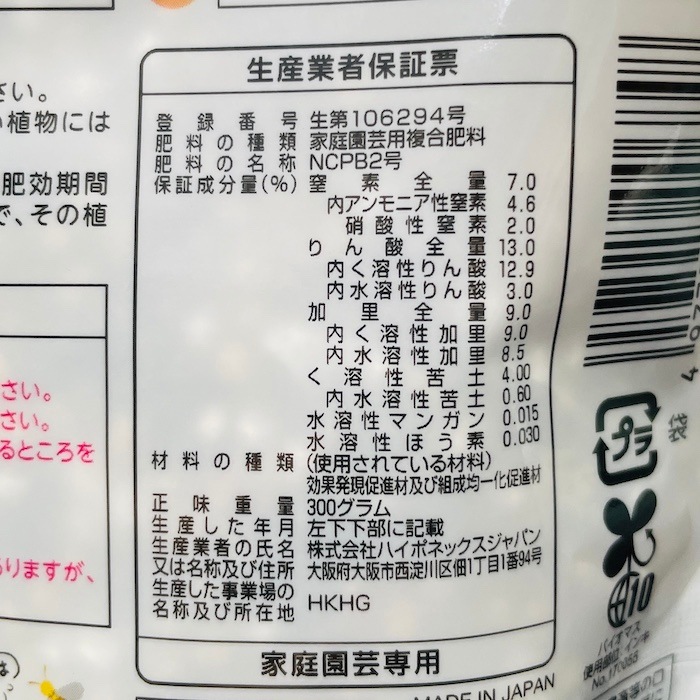 生産業者保証票
登録番号 生第106294号
肥料の種類 家庭園芸用複合肥料
肥料の名称 NCPB2号
保証成分量(%) 窒素全量 7.0
内アンモニア性窒素 4.6
硝酸性窒素 2.0
りん酸全量 13.0
内く溶性りん酸 12.9
内水溶性りん酸 3.0
加里全量 9.0
内く溶性加里 9.0
内水溶性加里 8.5
く溶性苦土 4.00
内水溶性苦土 0.60
水溶性マンガン 0.015
水溶性ほう素 0.030
材料の種類 (使用されている材料)
効果発現促進材及び組成均一化促進材
正味重量 300グラム
生産した年月 左下下部に記載
生産業者の氏名 株式会社ハイポネックスジャパン
又は名称及び住所 大阪府大阪市西淀川区佃1丁目1番94号
生産した事業場の
名称及び所在地 HKHG
家庭園芸専用
MADE IN JAPAN
さい。
植物には
肥効期間
で、その植
さい。
さい。
るところを
りますが、
は
プラ
袋
10
バイオマス
使用部位:インキ